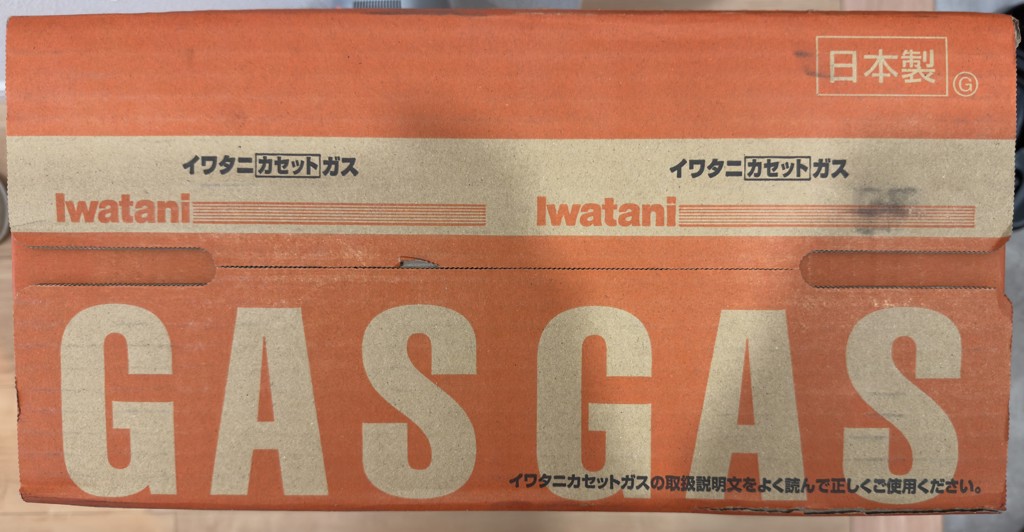 日本製
G
イワタニカセットガス イワタニカセットガス
Iwatani Iwatani
GAS GAS
イワタニカセットガスの取扱説明文をよく読んで正しくご使用ください。